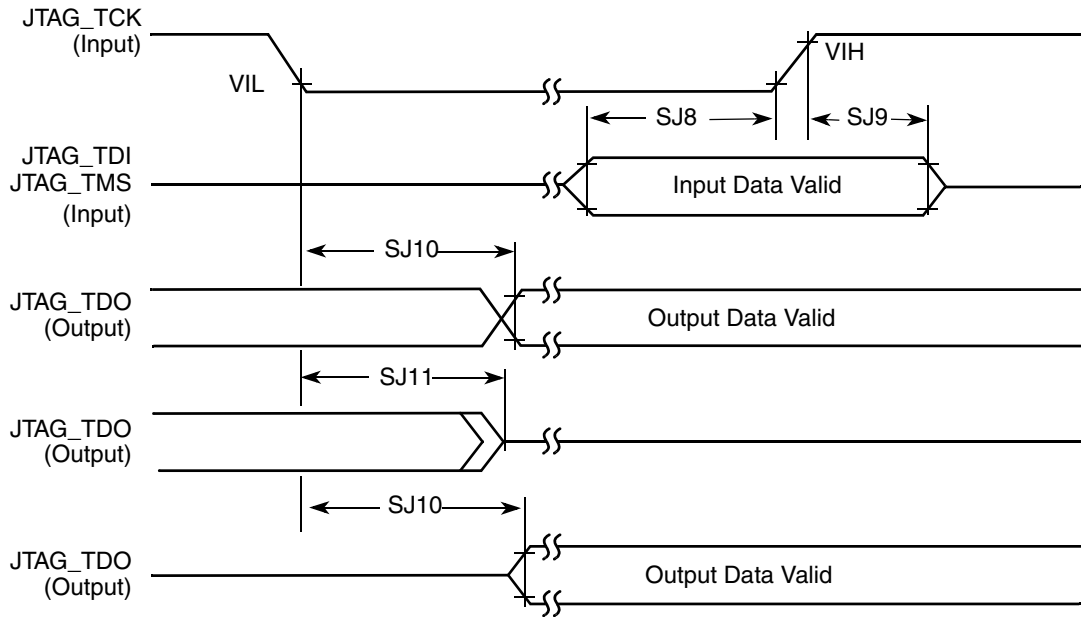 JTAG_TCK
(Input)
VIH
VIL
SJ8
SJ9
JTAG_TDI
JTAG_TMS
(Input)
Input Data Valid
SJ10
JTAG_TDO
(Output)
Output Data Valid
SJ11
JTAG_TDO
(Output)
SJ10
JTAG_TDO
(Output)
Output Data Valid